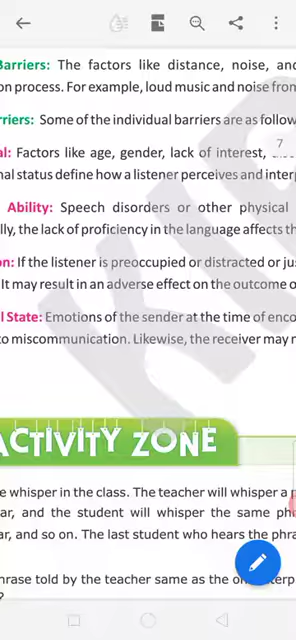 Barriers: The factors like distance, noise, and
on process. For example, loud music and noise from
rriers: Some of the individual barriers are as follow
7
al: Factors like age, gender, lack of interest,
nal status define how a listener perceives and interp
Ability: Speech disorders or other physical
lly, the lack of proficiency in the language affects th
on: If the listener is preoccupied or distracted or ju
It may result in an adverse effect on the outcome o
l State: Emotions of the sender at the time of enco
to miscommunication. Likewise, the receiver may n
ACTIVITY ZONE
e whisper in the class. The teacher will whisper a p
ar, and the student will whisper the same ph
ar, and so on. The last student who hears the phra
hrase told by the teacher same as the on
?